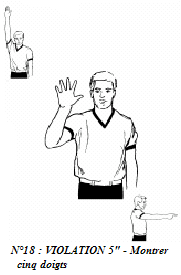 N°18 : VIOLATION 5" - Montrer
cinq doigts